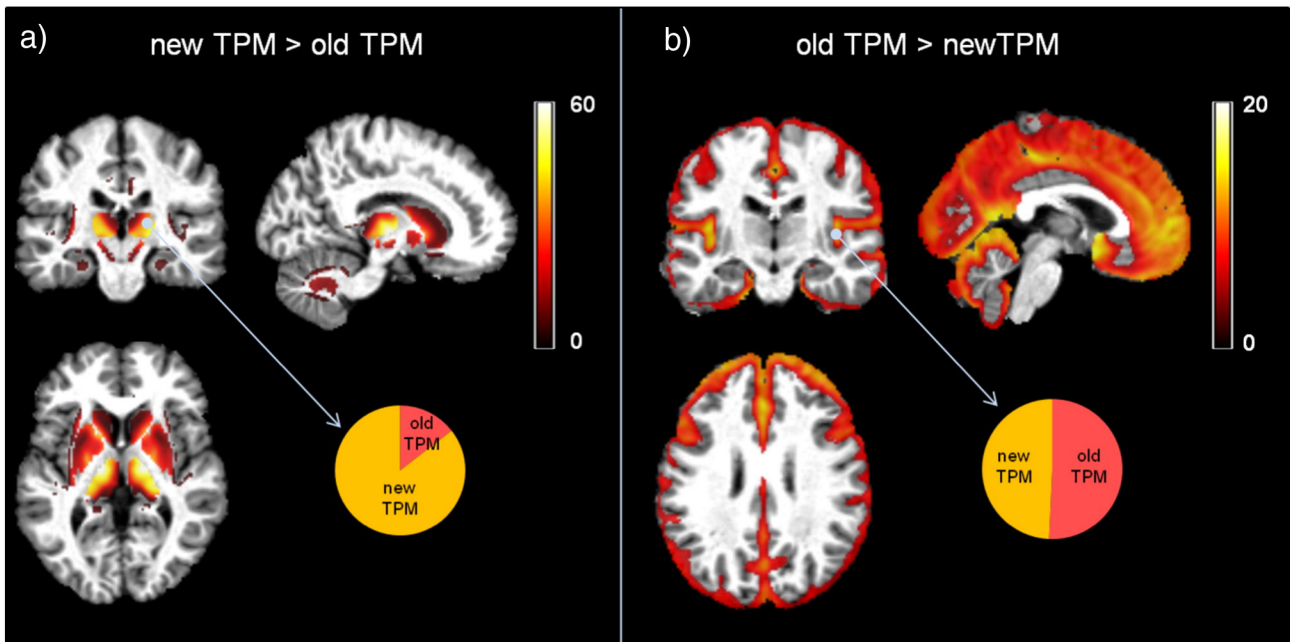 a)
new TPM > old TPM
60
0
old
TPM
new
TPM
b)
old TPM > newTPM
20
0
new
TPM
old
TPM